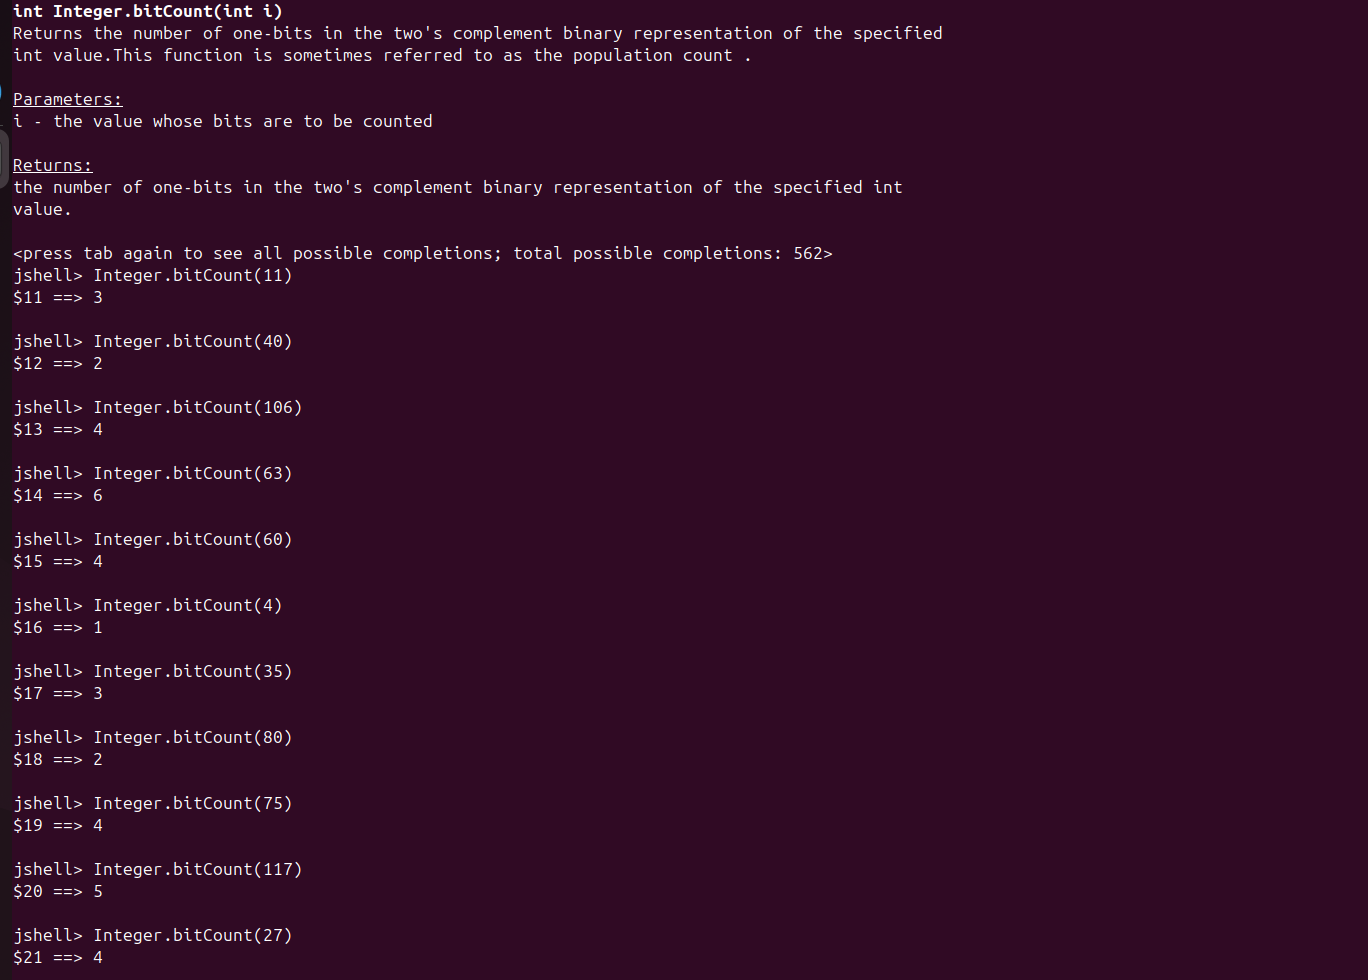 int Integer.bitCount(int i)
Returns the number of one-bits in the two's complement binary representation of the specified
int value.This function is sometimes referred to as the population count .
Parameters:
i - the value whose bits are to be counted
Returns:
the number of one-bits in the two's complement binary representation of the specified int
value.
<press tab again to see all possible completions; total possible completions: 562>
jshell> Integer.bitCount(11)
$11 ==> 3
jshell> Integer.bitCount(40)
$12 ==> 2
jshell> Integer.bitCount(106)
$13 ==> 4
jshell> Integer.bitCount(63)
$14 ==> 6
jshell> Integer.bitCount(60)
$15 ==> 4
jshell> Integer.bitCount(4)
$16 ==> 1
jshell> Integer.bitCount(35)
$17 ==> 3
jshell> Integer.bitCount(80)
$18 ==> 2
jshell> Integer.bitCount(75)
$19 ==> 4
jshell> Integer.bitCount(117)
$20 ==> 5
jshell> Integer.bitCount(27)
$21 ==> 4